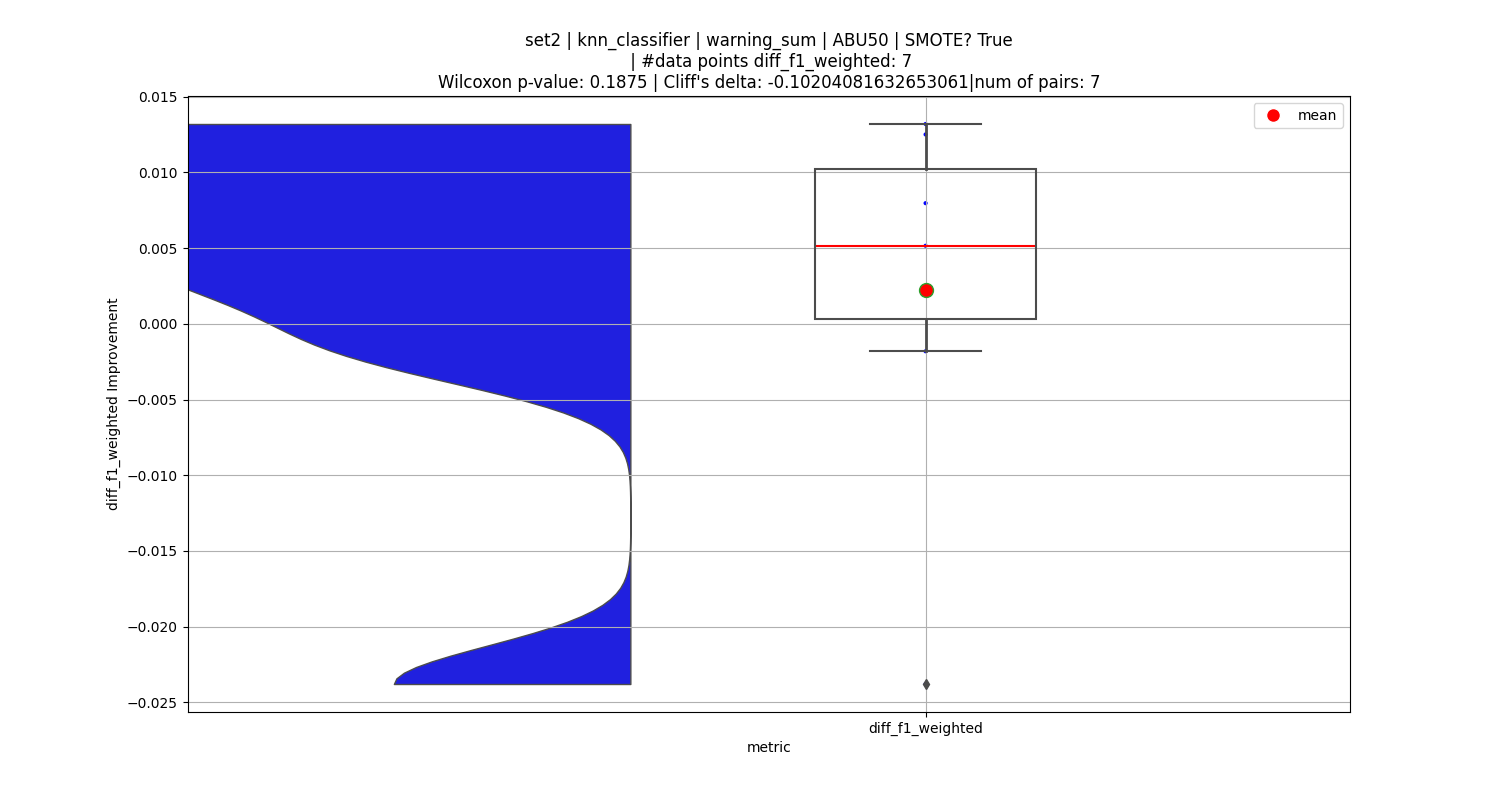 set2 | knn_classifier | warning_sum | ABU50 | SMOTE? True
| #data points diff_f1_weighted: 7
Wilcoxon p-value: 0.1875 | Cliff's delta: -0.10204081632653061|num of pairs: 7
mean
0.015
0.010
0.005
0.000
−0.005
−0.010
−0.015
−0.020
−0.025
diff_f1_weighted Improvement
diff_f1_weighted
metric